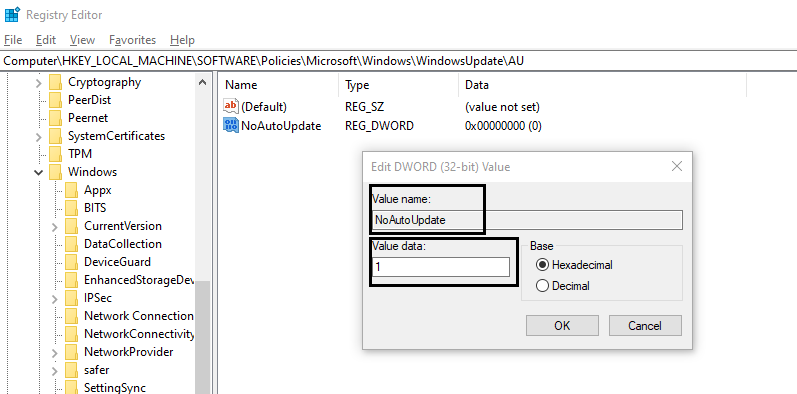 Registry Editor
File Edit View Favorites Help
Computer\HKEY_LOCAL_MACHINE\SOFTWARE\Policies\Microsoft\Windows\WindowsUpdate\AU
Cryptography
PeerDist
Peernet
SystemCertificates
TPM
Windows
Appx
BITS
CurrentVersion
DataCollection
DeviceGuard
EnhancedStorageDev
IPSec
Network Connection
NetworkConnectivity
NetworkProvider
safer
SettingSync
Name Type Data
ab (Default) REG_SZ (value not set)
NoAutoUpdate REG_DWORD 0x00000000 (0)
Edit DWORD (32-bit) Value
Value name:
NoAutoUpdate
Value data:
1
Base
Hexadecimal
Decimal
OK Cancel